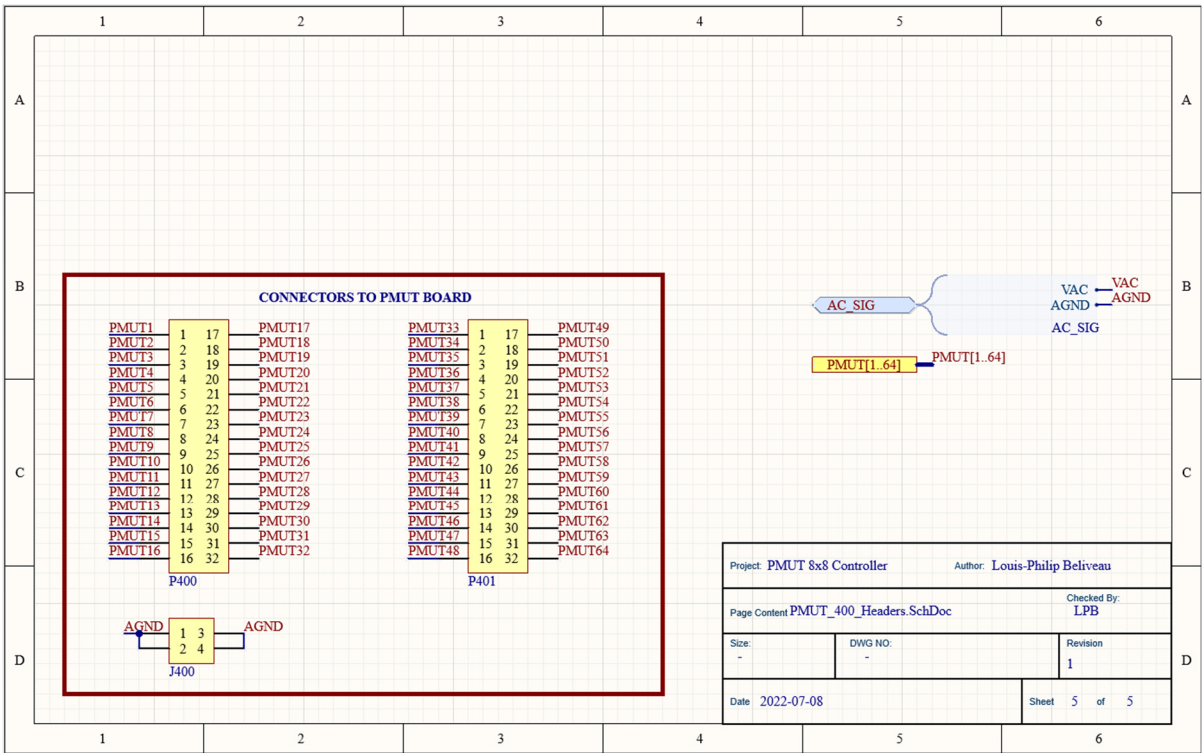 1 2 3 4 5 6
A A
B B
CONNECTORS TO PMUT BOARD
PMUT1 1 17 PMUT17 PMUT33 1 17 PMUT49
PMUT2 2 18 PMUT18 PMUT34 2 18 PMUT50
PMUT3 3 19 PMUT19 PMUT35 3 19 PMUT51
PMUT4 4 20 PMUT20 PMUT36 4 20 PMUT52
PMUT5 5 21 PMUT21 PMUT37 5 21 PMUT53
PMUT6 6 22 PMUT22 PMUT38 6 22 PMUT54
PMUT7 7 23 PMUT23 PMUT39 7 23 PMUT55
PMUT8 8 24 PMUT24 PMUT40 8 24 PMUT56
PMUT9 9 25 PMUT25 PMUT41 9 25 PMUT57
PMUT10 10 26 PMUT26 PMUT42 10 26 PMUT58
PMUT11 11 27 PMUT27 PMUT43 11 27 PMUT59
PMUT12 12 28 PMUT28 PMUT44 12 28 PMUT60
PMUT13 13 29 PMUT29 PMUT45 13 29 PMUT61
PMUT14 14 30 PMUT30 PMUT46 14 30 PMUT62
PMUT15 15 31 PMUT31 PMUT47 15 31 PMUT63
PMUT16 16 32 PMUT32 PMUT48 16 32 PMUT64
P400 P401
AGND 1 3 AGND
2 4
J400
AC_SIG VAC VAC
AGND AGND
AC_SIG
PMUT[1..64] PMUT[1..64]
C C
Project: PMUT 8x8 Controller Author: Louis-Philip Beliveau
Page Content PMUT_400_Headers.SchDoc Checked By:
LPB
Size: DWG NO: Revision
- - 1
Date 2022-07-08 Sheet 5 of 5
D D
1 2 3 4 5 6